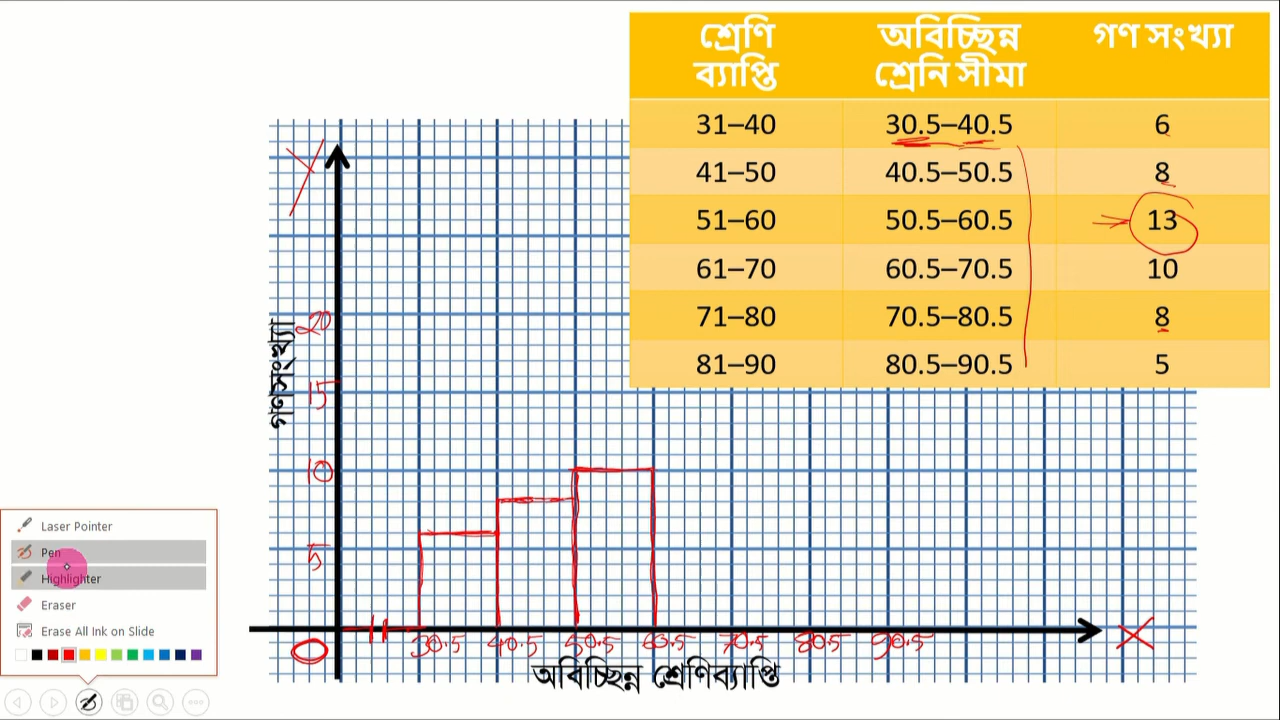 শ্রেণি ব্যাপ্তি
অবিচ্ছিন্ন শ্রেনি সীমা
গণ সংখ্যা
31–40 30.5–40.5 6
41–50 40.5–50.5 8
51–60 50.5–60.5 13
61–70 60.5–70.5 10
71–80 70.5–80.5 8
81–90 80.5–90.5 5
Y
গণসংখ্যা
20
15
10
5
O
30.5 40.5 50.5 60.5 70.5 80.5 90.5
X
অবিচ্ছিন্ন শ্রেণিব্যাপ্তি
Laser Pointer
Pen
Highlighter
Eraser
Erase All Ink on Slide